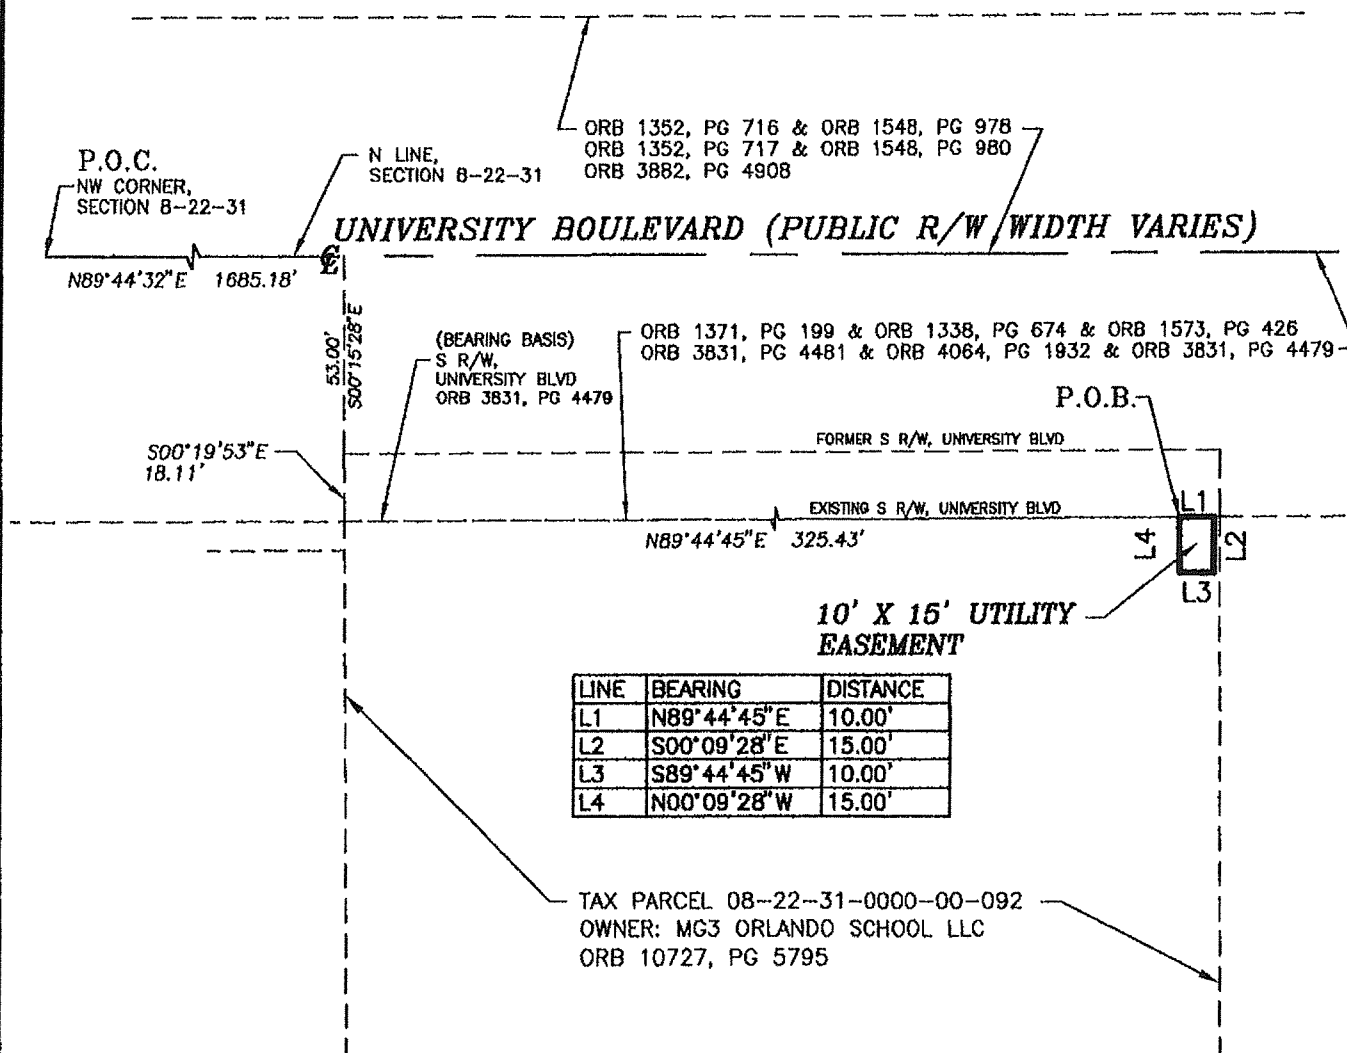 ORB 1352, PG 716 & ORB 1548, PG 978
ORB 1352, PG 717 & ORB 1548, PG 980
ORB 3882, PG 4908
P.O.C.
NW CORNER,
SECTION 8-22-31
N LINE,
SECTION 8-22-31
UNIVERSITY BOULEVARD (PUBLIC R/W WIDTH VARIES)
N89°44'32"E 1685.18'
53.00'
S00°15'28"E
(BEARING BASIS)
S R/W,
UNIVERSITY BLVD
ORB 3831, PG 4479
ORB 1371, PG 199 & ORB 1338, PG 674 & ORB 1573, PG 426
ORB 3831, PG 4481 & ORB 4064, PG 1932 & ORB 3831, PG 4479
P.O.B.
FORMER S R/W, UNIVERSITY BLVD
S00°19'53"E
18.11'
EXISTING S R/W, UNIVERSITY BLVD
N89°44'45"E 325.43'
L1
L4
L2
L3
10' X 15' UTILITY
EASEMENT
LINE BEARING DISTANCE
L1 N89°44'45"E 10.00'
L2 S00°09'28"E 15.00'
L3 S89°44'45"W 10.00'
L4 N00°09'28"W 15.00'
TAX PARCEL 08-22-31-0000-00-092
OWNER: MG3 ORLANDO SCHOOL LLC
ORB 10727, PG 5795